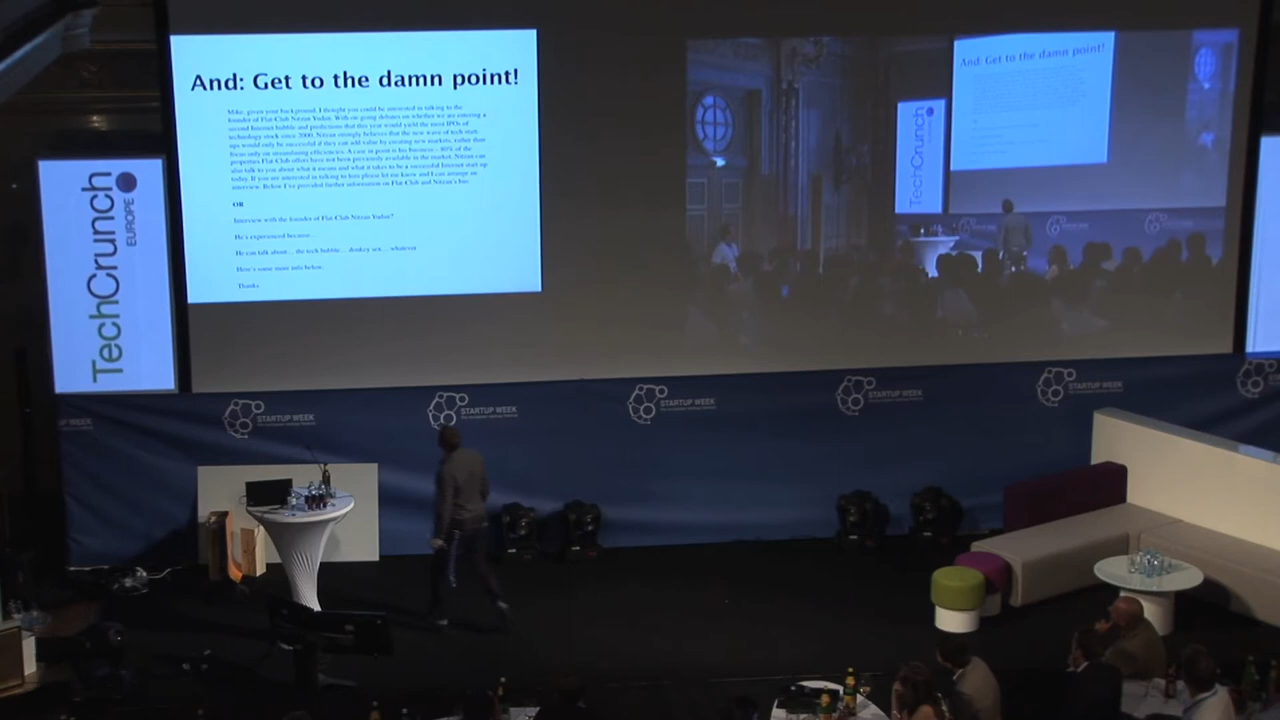 And: Get to the damn point!
Mike, given your background, I thought you could be interested in talking to the
founder of Flat Club Nitzan Yudan. With on-going debates on whether we are entering a
second Internet bubble and predictions that this year would yield the most IPOs of
technology stock since 2000, Nitzan strongly believes that the new wave of tech start-
ups would only be successful if they can add value by creating new markets, rather than
focus only on streamlining efficiencies. A case in point is his business - 80% of the
properties Flat Club offers have not been previously available in the market. Nitzan can
also talk to you about what it means and what it takes to be a successful Internet start up
today. If you are interested in talking to him please let me know and I can arrange an
interview. Below I've provided further information on Flat Club and Nitzan's bio.
OR
Interview with the founder of Flat Club Nitzan Yudan?
He's experienced because...
He can talk about... the tech bubble... donkey sex... whatever
Here's some more info below.
Thanks
And: Get to the damn point!
TechCrunch
TechCrunch
EUROPE
STARTUP WEEK
STARTUP WEEK
STARTUP WEEK
STARTUP WEEK
STARTUP WEEK